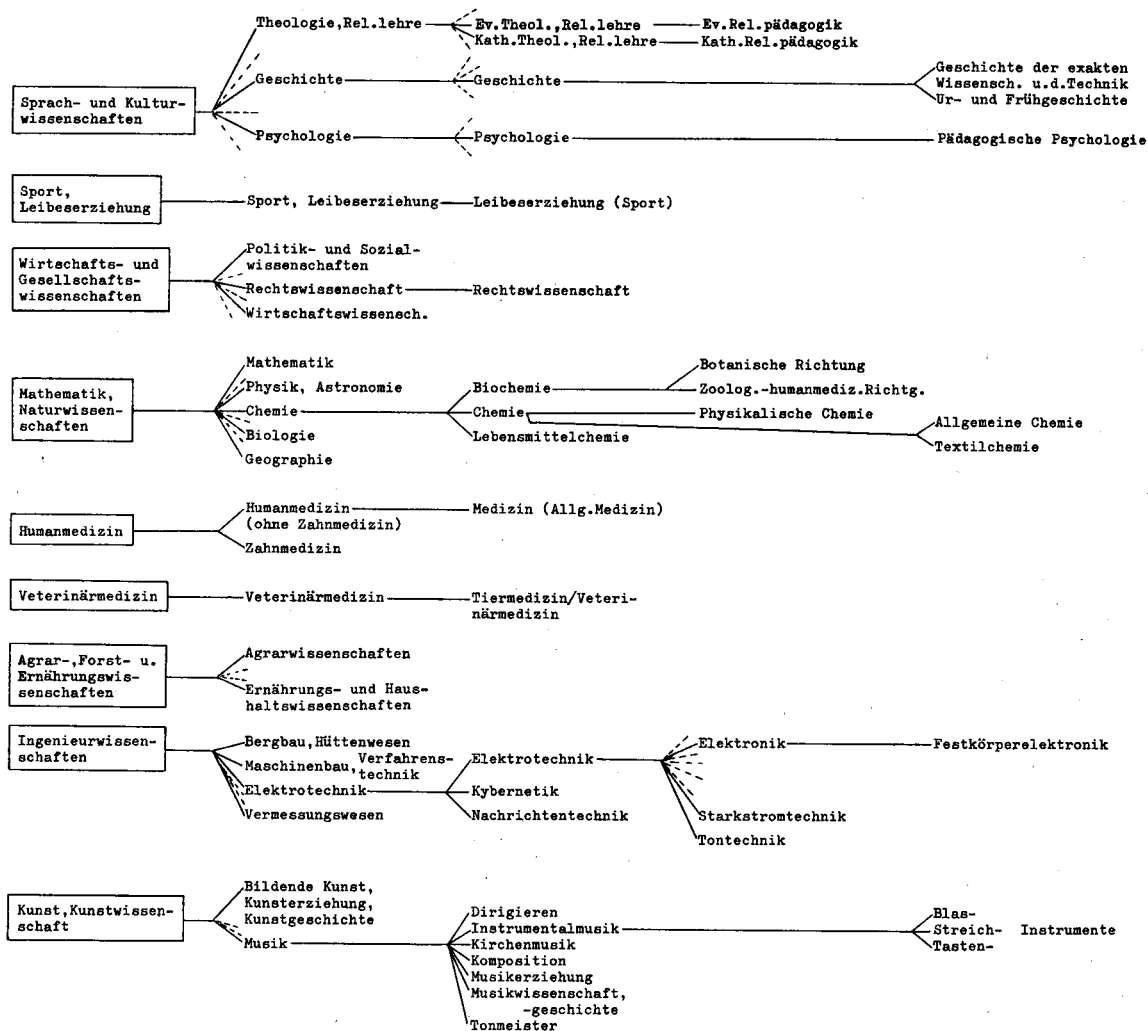 Theologie,Rel.lehre Ev.Theol.,Rel.lehre Ev.Rel.pädagogik
Kath.Theol.,Rel.lehre Kath.Rel.pädagogik
Sprach- und Kultur-
wissenschaften
Geschichte Geschichte Geschichte der exakten
Wissensch. u.d.Technik
Ur- und Frühgeschichte
Psychologie Psychologie Pädagogische Psychologie
Sport,
Leibeserziehung
Sport, Leibeserziehung Leibeserziehung (Sport)
Wirtschafts- und
Gesellschafts-
wissenschaften
Politik- und Sozial-
wissenschaften
Rechtswissenschaft Rechtswissenschaft
Wirtschaftswissensch.
Mathematik,
Naturwissen-
schaften
Mathematik
Physik, Astronomie
Chemie
Biologie
Geographie
Biochemie
Chemie
Lebensmittelchemie
Botanische Richtung
Zoolog.-humanmediz.Richtg.
Physikalische Chemie
Allgemeine Chemie
Textilchemie
Humanmedizin
Humanmedizin
(ohne Zahnmedizin)
Zahnmedizin
Medizin (Allg.Medizin)
Veterinärmedizin Veterinärmedizin Tiermedizin/Veteri-
närmedizin
Agrar-,Forst- u.
Ernährungswis-
senschaften
Agrarwissenschaften
Ernährungs- und Haus-
haltswissenschaften
Ingenieurwissen-
schaften
Bergbau,Hüttenwesen
Maschinenbau,Verfahrens-
technik
Elektrotechnik
Vermessungswesen
Elektrotechnik
Kybernetik
Nachrichtentechnik
Elektronik Festkörperelektronik
Starkstromtechnik
Tontechnik
Kunst,Kunstwissen-
schaft
Bildende Kunst,
Kunsterziehung,
Kunstgeschichte
Musik
Dirigieren
Instrumentalmusik
Kirchenmusik
Komposition
Musikerziehung
Musikwissenschaft,
-geschichte
Tonmeister
Blas-
Streich- Instrumente
Tasten-